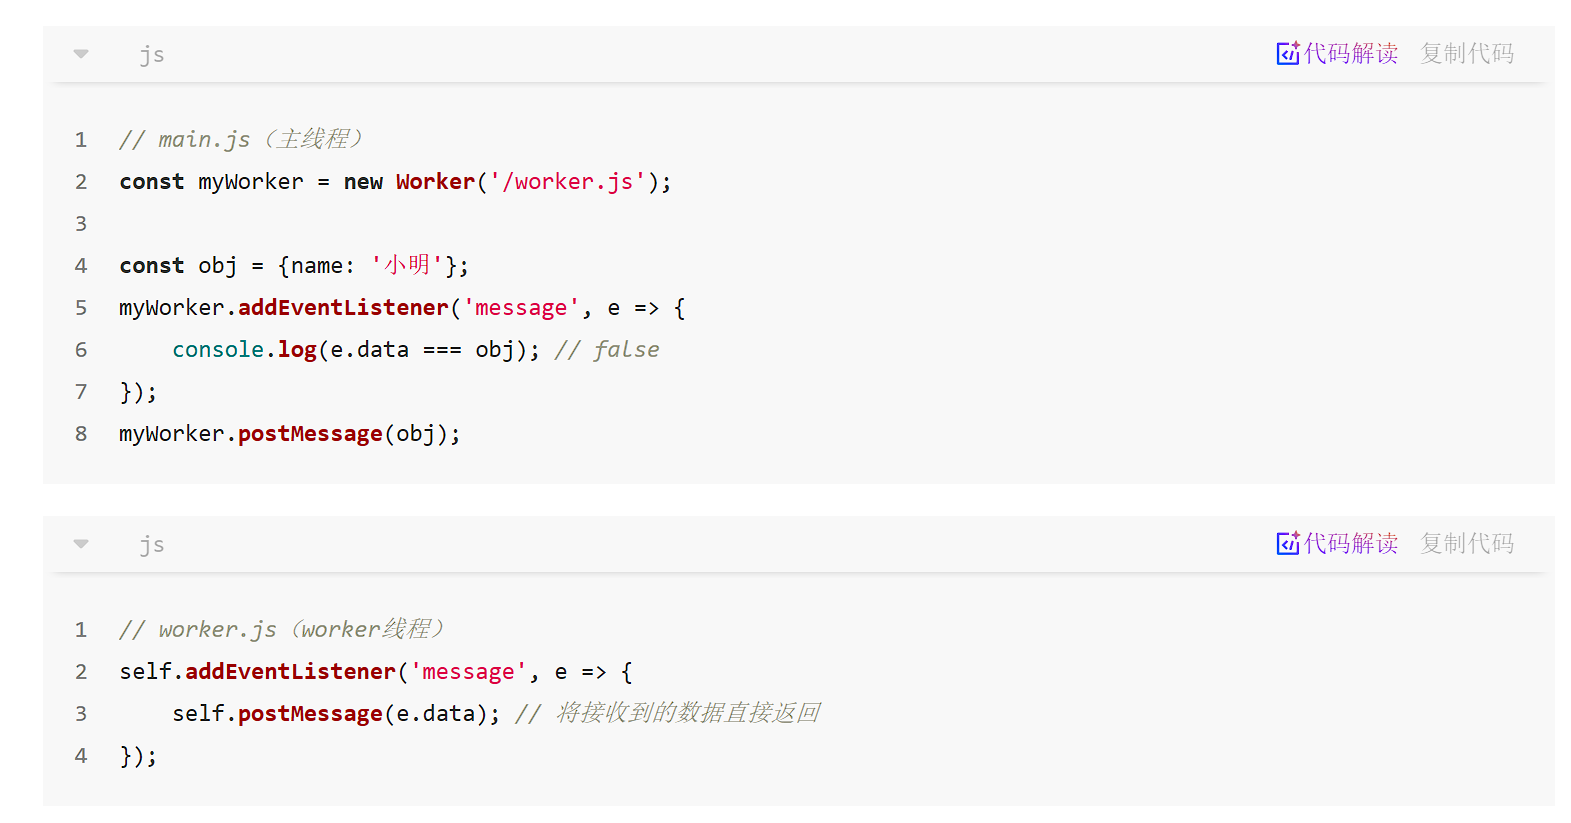 js 代码解读 复制代码
1 // main.js（主线程）
2 const myWorker = new Worker('/worker.js');
3
4 const obj = {name: '小明'};
5 myWorker.addEventListener('message', e => {
6     console.log(e.data === obj); // false
7 });
8 myWorker.postMessage(obj);
js 代码解读 复制代码
1 // worker.js（worker线程）
2 self.addEventListener('message', e => {
3     self.postMessage(e.data); // 将接收到的数据直接返回
4 });